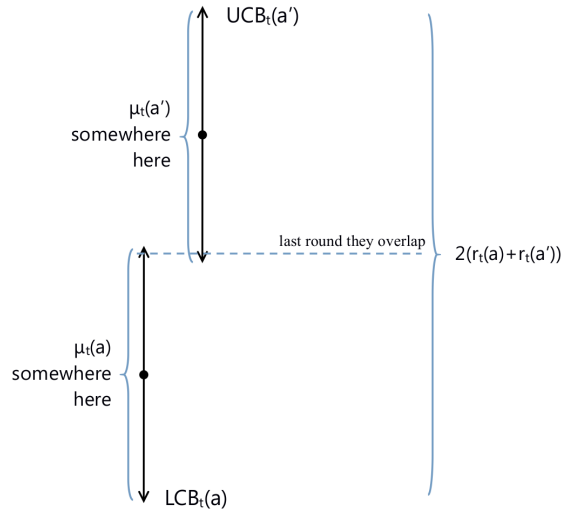 UCBₜ(a’)
μₜ(a’)
somewhere
here
last round they overlap
2(rₜ(a)+rₜ(a’))
μₜ(a)
somewhere
here
LCBₜ(a)